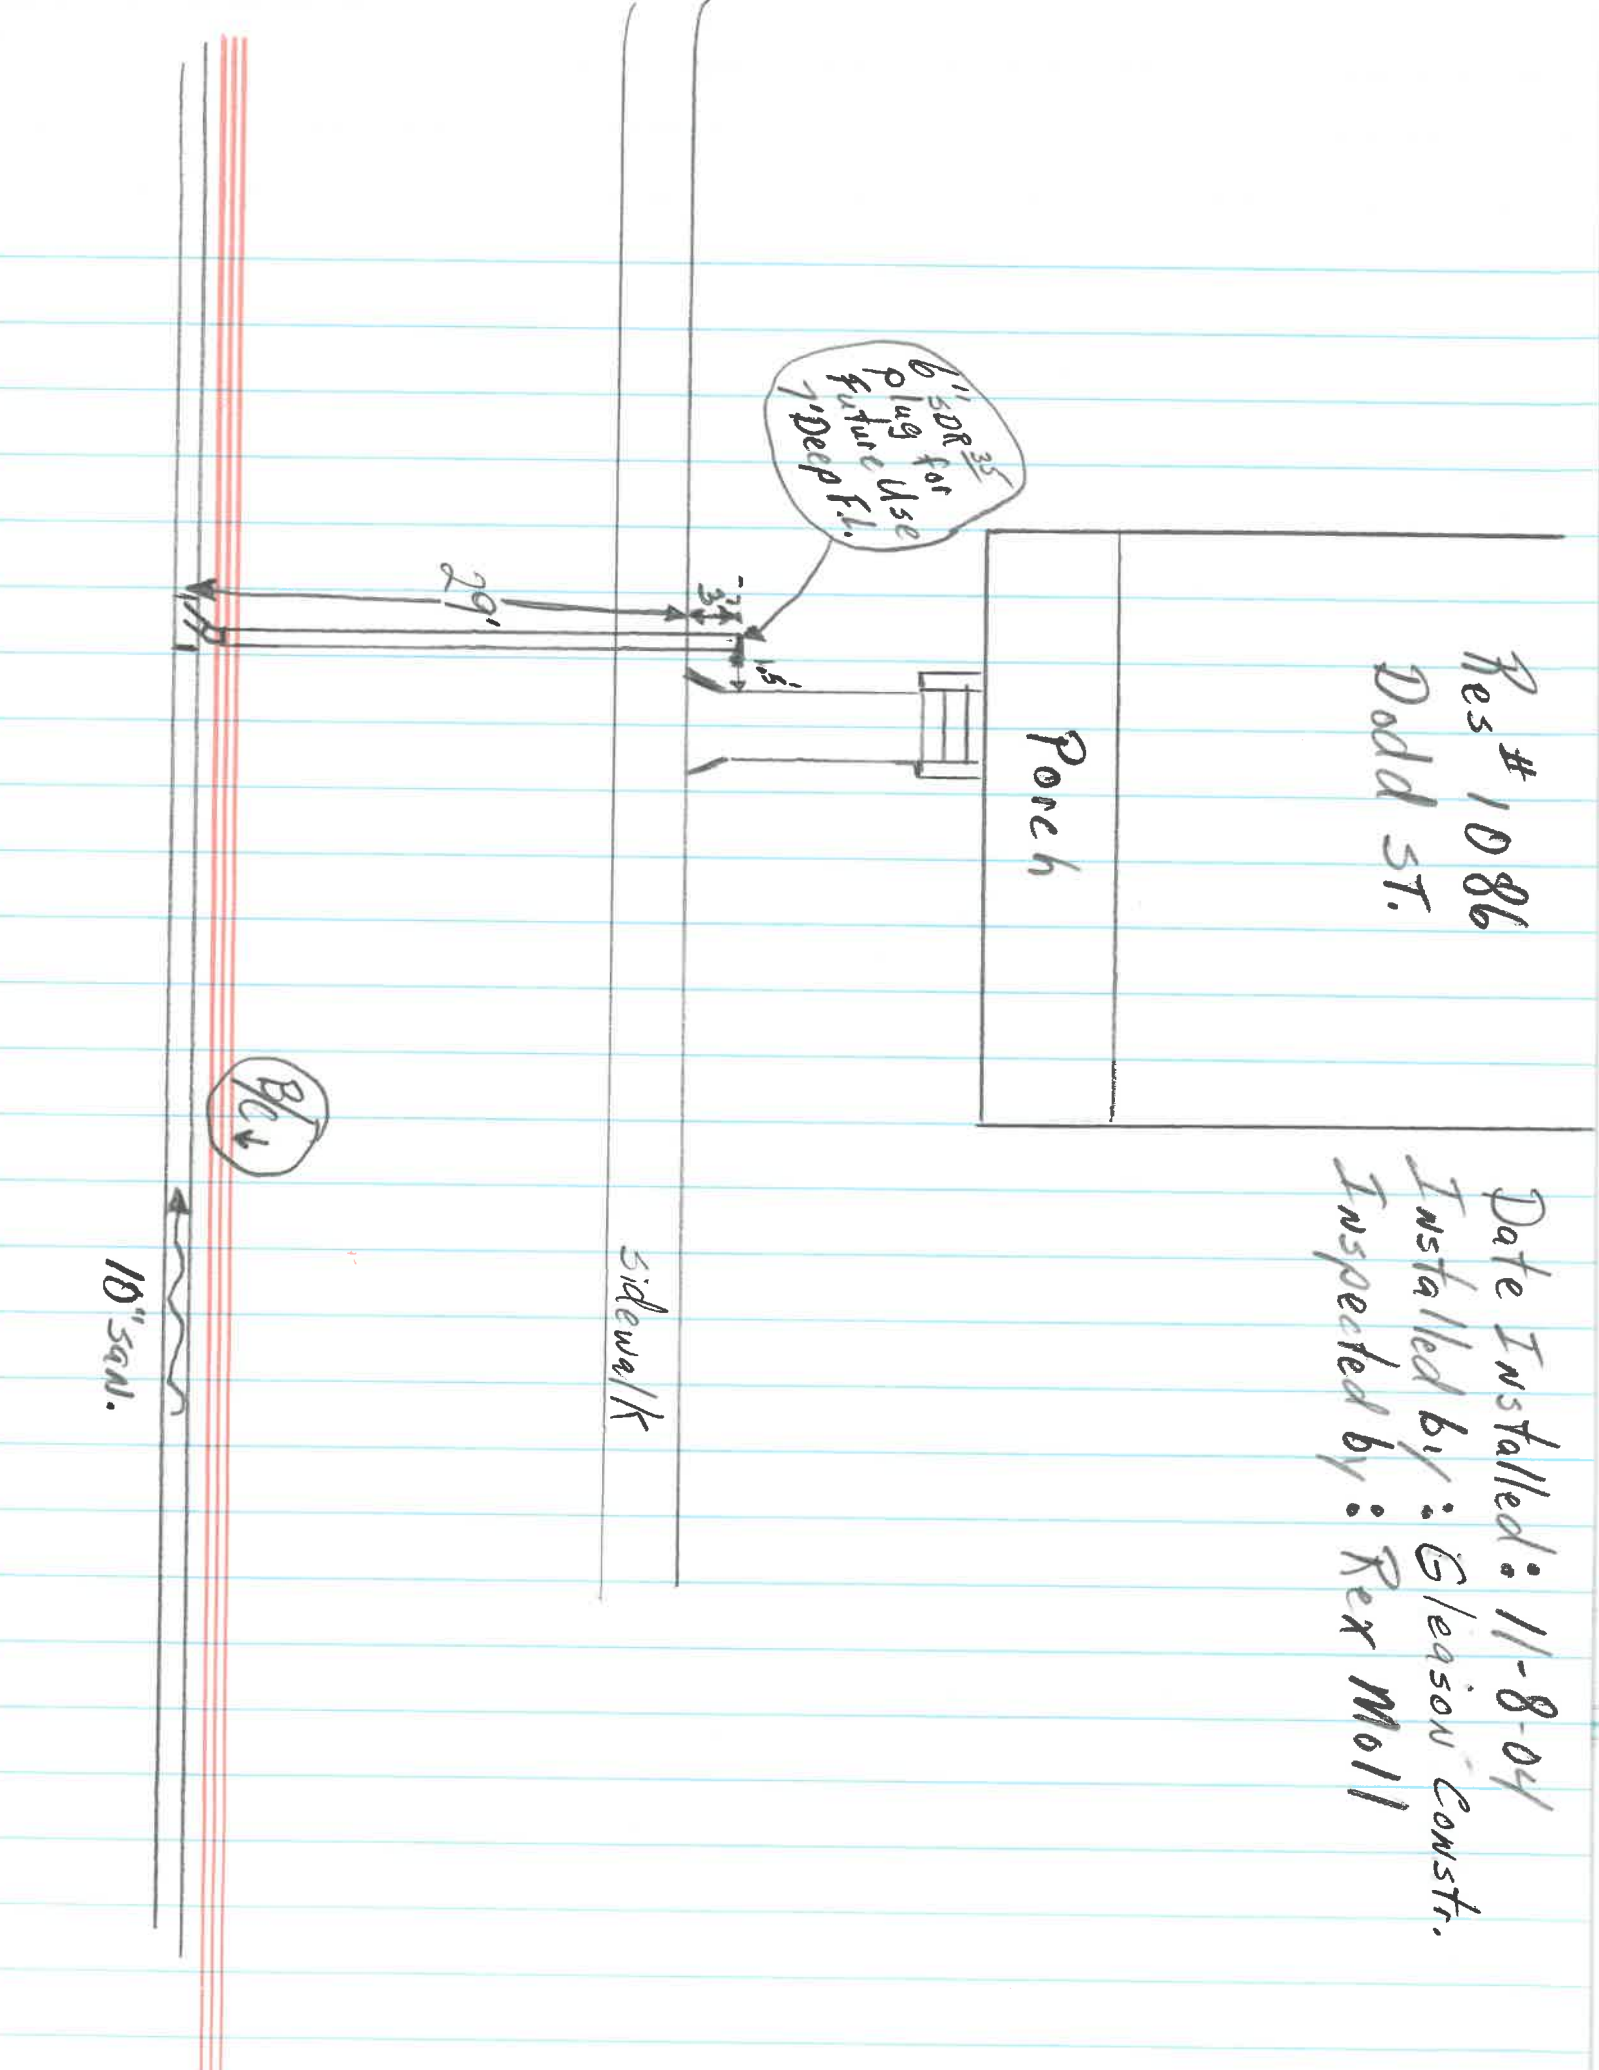 Res # 1086
Dodd ST.
Date Installed: 11-8-04
Installed by: Gleason Constr.
Inspected by: Rex Moll
Porch
6" SDR 35
plug for
Future Use
7' Deep F.L.
1.5'
29'
Sidewalk
10" SAN.